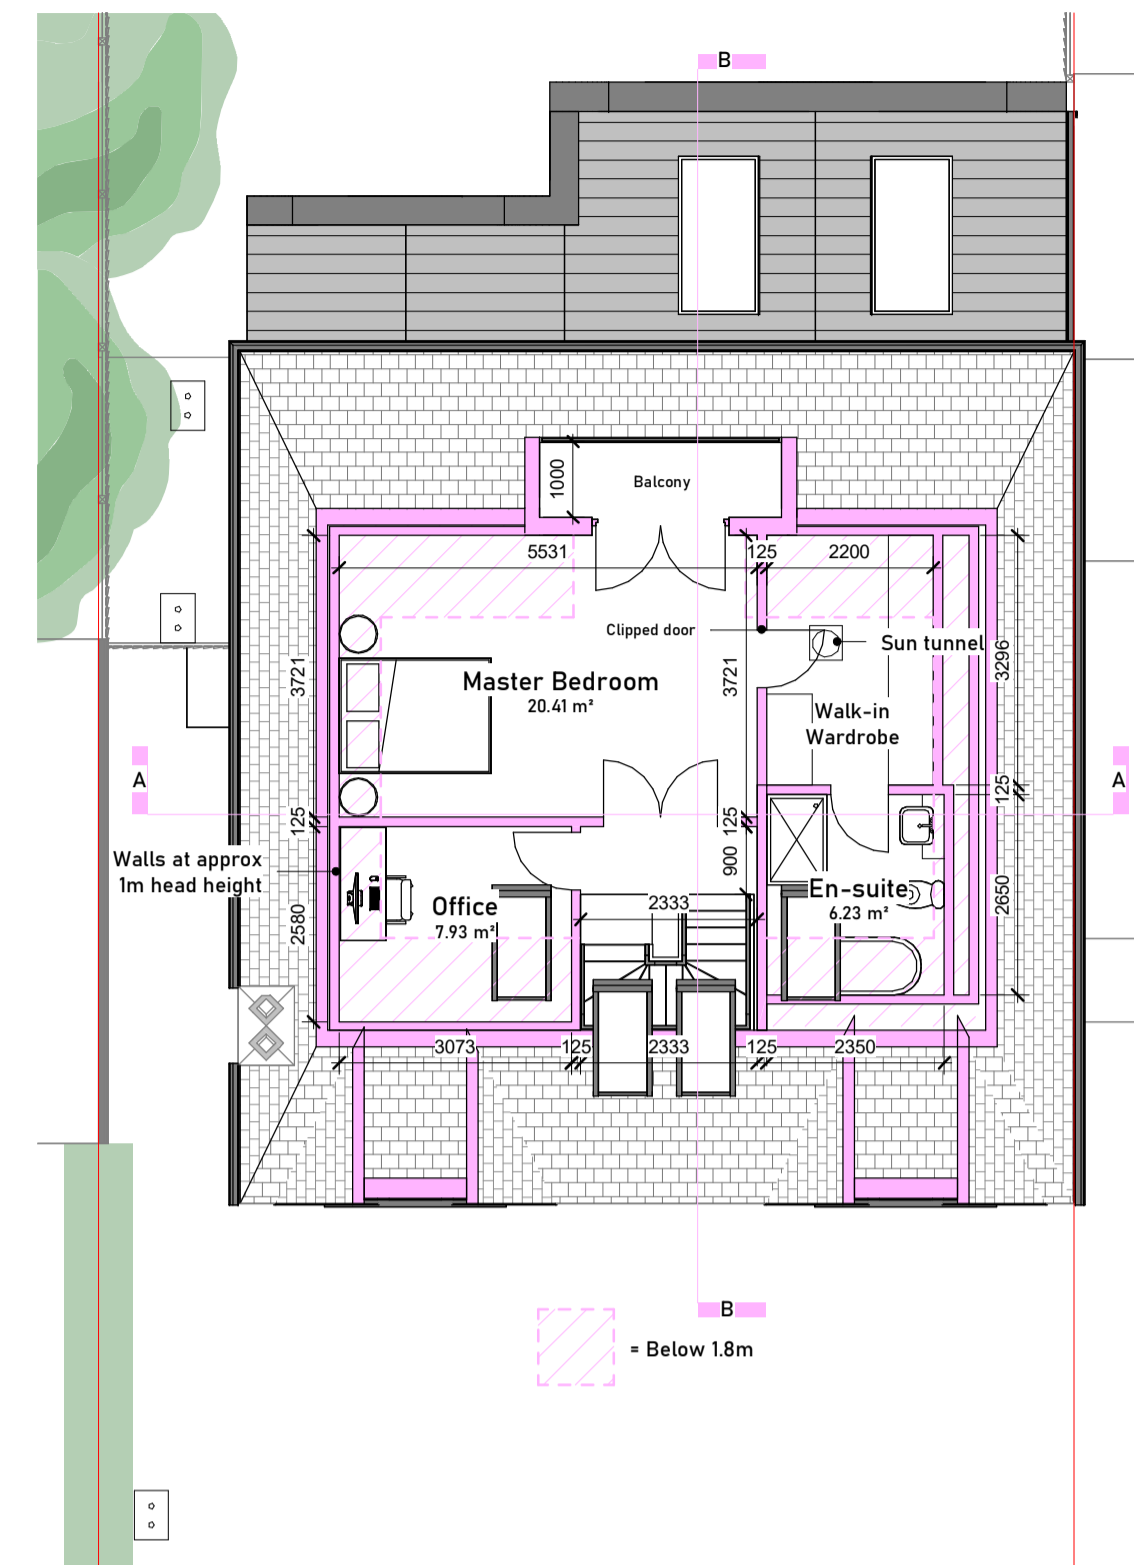 B
Balcony
1000
5531
125
2200
Clipped door
Sun tunnel
3721
3721
3296
Master Bedroom
20.41 m²
Walk-in
Wardrobe
A
A
125
125
125
Walls at approx
1m head height
900
2580
2650
Office
7.93 m²
2333
En-suite
6.23 m²
3073
125
2333
125
2350
B
= Below 1.8m